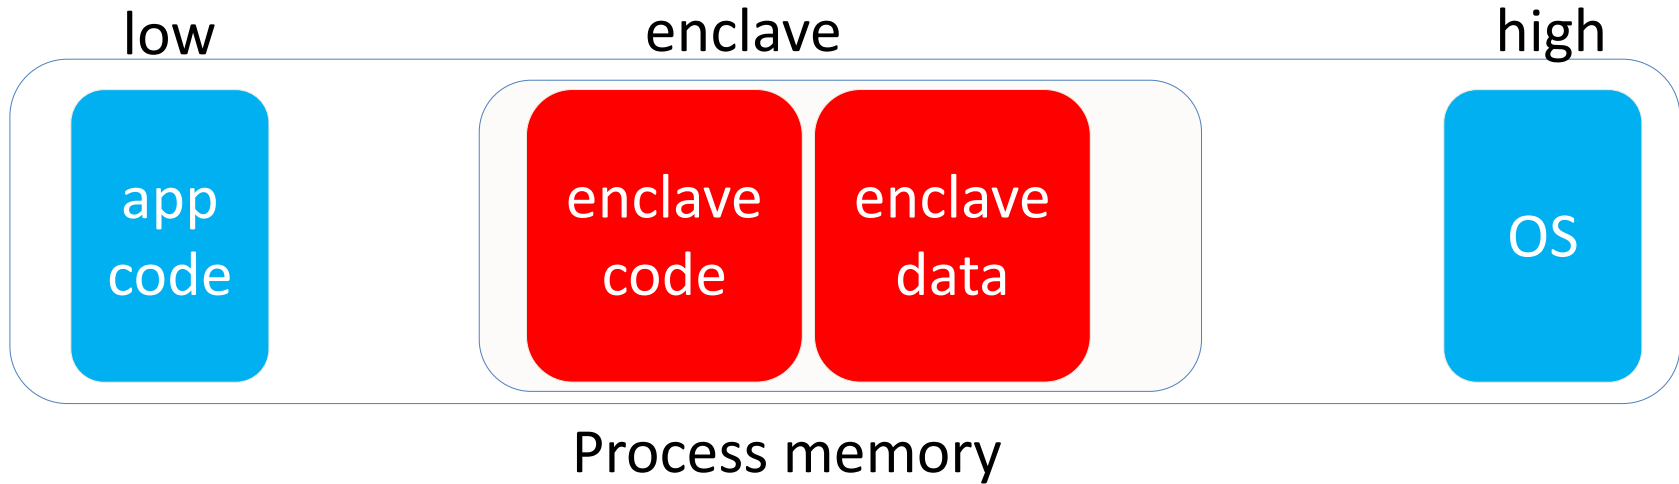 low
enclave
high
app
code
enclave
code
enclave
data
OS
Process memory